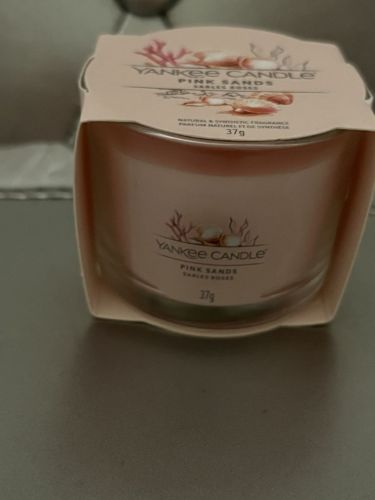 YANKEE CANDLE
PINK SANDS
SABLES ROSES
NATURAL & SYNTHETIC FRAGRANCE
PARFUM NATUREL ET DE SYNTHÈSE
37g
YANKEE CANDLE
PINK SANDS
SABLES ROSES
37g